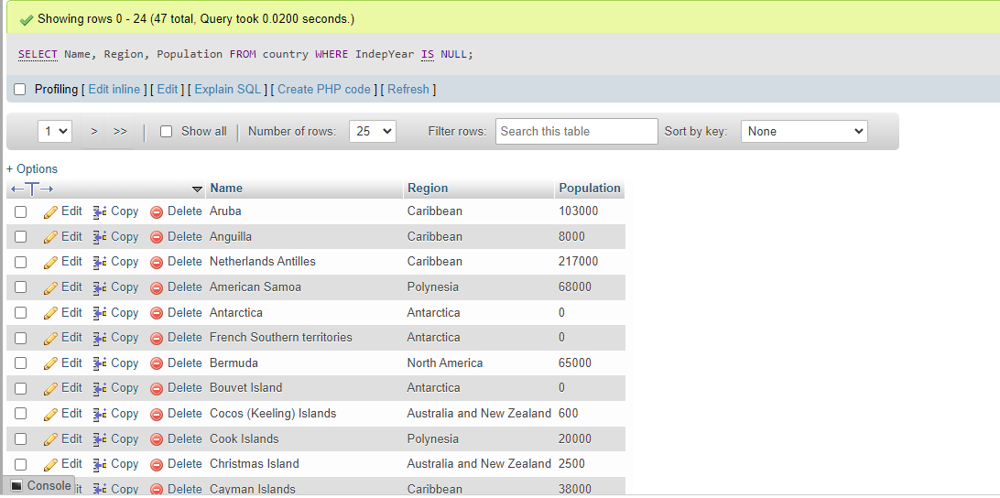 Showing rows 0 - 24 (47 total, Query took 0.0200 seconds.)
SELECT Name, Region, Population FROM country WHERE IndepYear IS NULL;
Profiling [ Edit inline ] [ Edit ] [ Explain SQL ] [ Create PHP code ] [ Refresh ]
1 > >> Show all Number of rows: 25 Filter rows: Search this table Sort by key: None
+ Options
←T→ Name Region Population
Edit Copy Delete Aruba Caribbean 103000
Edit Copy Delete Anguilla Caribbean 8000
Edit Copy Delete Netherlands Antilles Caribbean 217000
Edit Copy Delete American Samoa Polynesia 68000
Edit Copy Delete Antarctica Antarctica 0
Edit Copy Delete French Southern territories Antarctica 0
Edit Copy Delete Bermuda North America 65000
Edit Copy Delete Bouvet Island Antarctica 0
Edit Copy Delete Cocos (Keeling) Islands Australia and New Zealand 600
Edit Copy Delete Cook Islands Polynesia 20000
Edit Copy Delete Christmas Island Australia and New Zealand 2500
Console it Copy Delete Cayman Islands Caribbean 38000